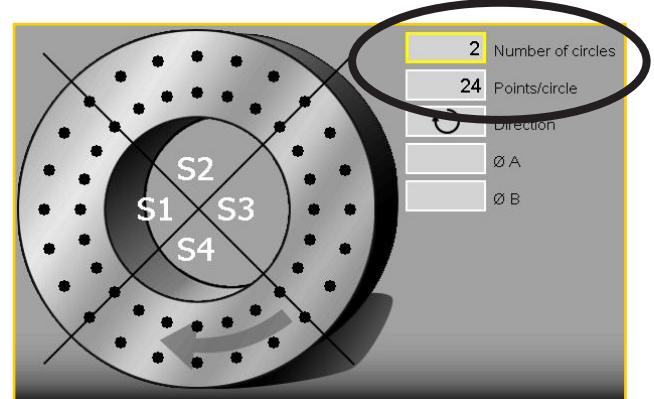 2 Number of circles
24 Points/circle
Direction
Ø A
Ø B
S2
S1 S3
S4